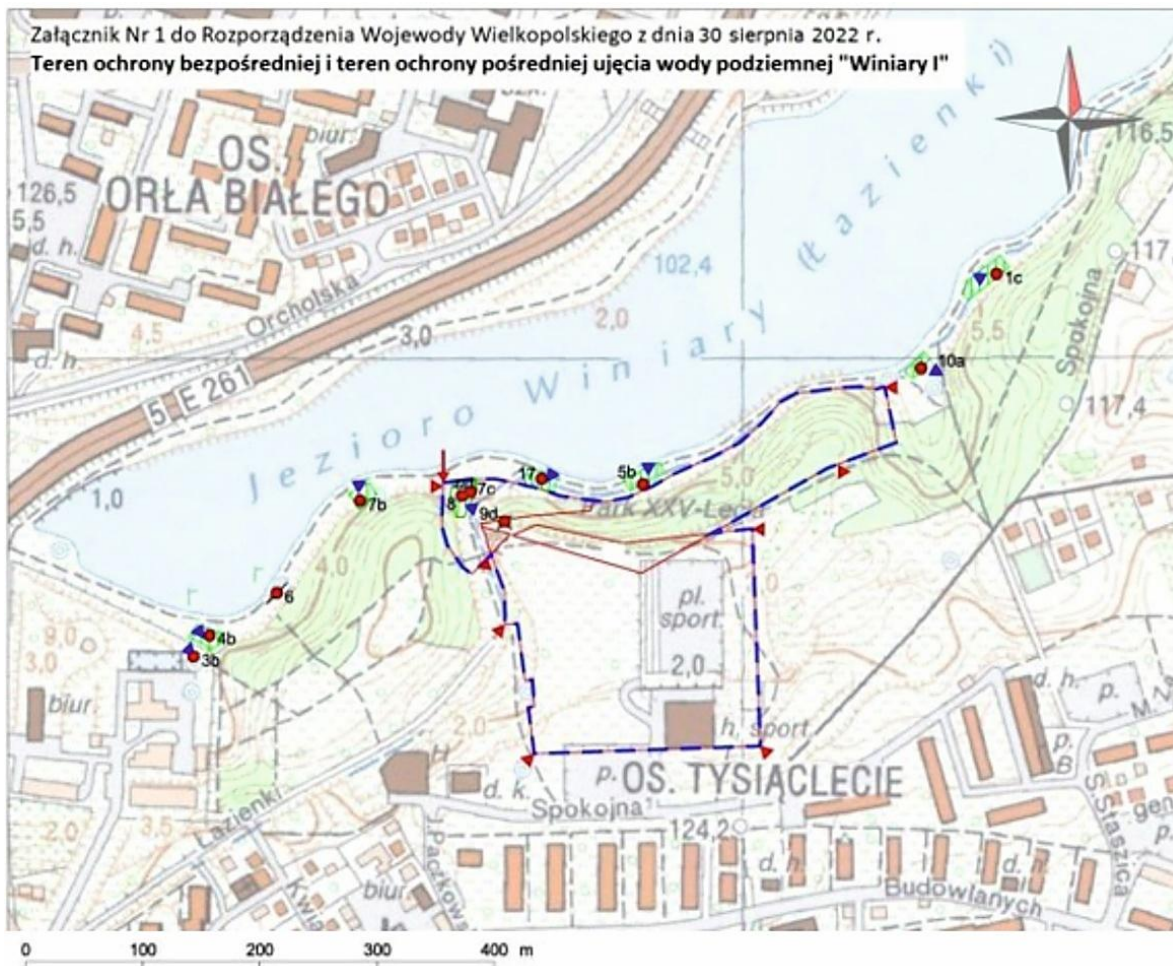 Załącznik Nr 1 do Rozporządzenia Wojewody Wielkopolskiego z dnia 30 sierpnia 2022 r.
Teren ochrony bezpośredniej i teren ochrony pośredniej ujęcia wody podziemnej "Winiary I"
biur.
OS.
ORŁA BIAŁEGO
126,5
5,5
d. h.
Orcholska
d. h.
4.5
3,0
2,0
102,4
5 E 261
1,0
Jezioro Winiary (Łazienki)
116.5
117,4
Spokojna
5.5
1c
10a
5b
5.0
17
7c
8
9d
7b
Park XXV-Lecia
4.0
6
4b
3b
9.0
3.0
biur.
pl.
sport.
2,0
h. sport
2.0
H
d. k.
p.
OS. TYSIĄCLECIE
Spokojna
124,2
d. h.
p.
p.
B
S.Staszica
d. h.
d. h.
Budowlanych
Łazienki
3,5
2.0
biur.
0 100 200 300 400 m